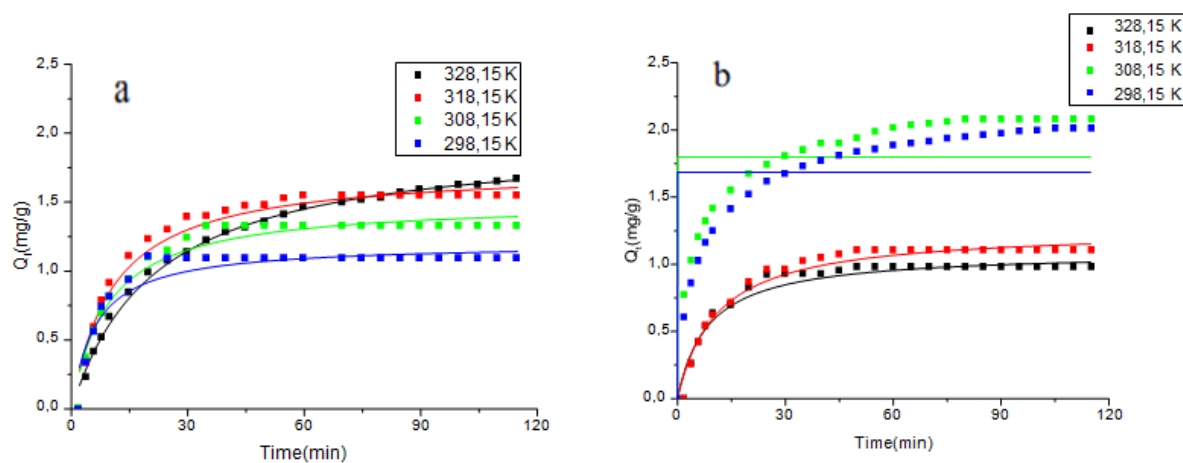 a
328,15 K
318,15 K
308,15 K
298,15 K
2,5
2,0
1,5
1,0
0,5
0,0
0 30 60 90 120
Qt(mg/g)
Time(min)
b
328,15 K
318,15 K
308,15 K
298,15 K
2,5
2,0
1,5
1,0
0,5
0,0
0 30 60 90 120
Qt(mg/g)
Time(min)